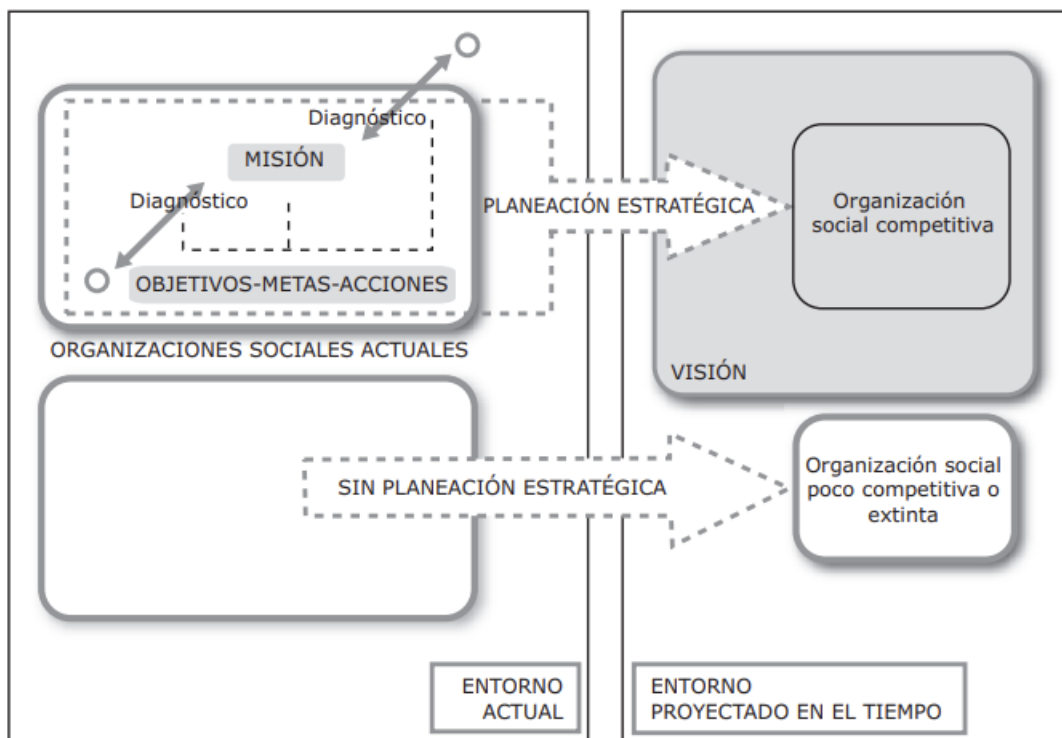 Diagnóstico
MISIÓN
Diagnóstico
OBJETIVOS-METAS-ACCIONES
ORGANIZACIONES SOCIALES ACTUALES
PLANEACIÓN ESTRATÉGICA
Organización
social competitiva
VISIÓN
SIN PLANEACIÓN ESTRATÉGICA
Organización social
poco competitiva o
extinta
ENTORNO
ACTUAL
ENTORNO
PROYECTADO EN EL TIEMPO